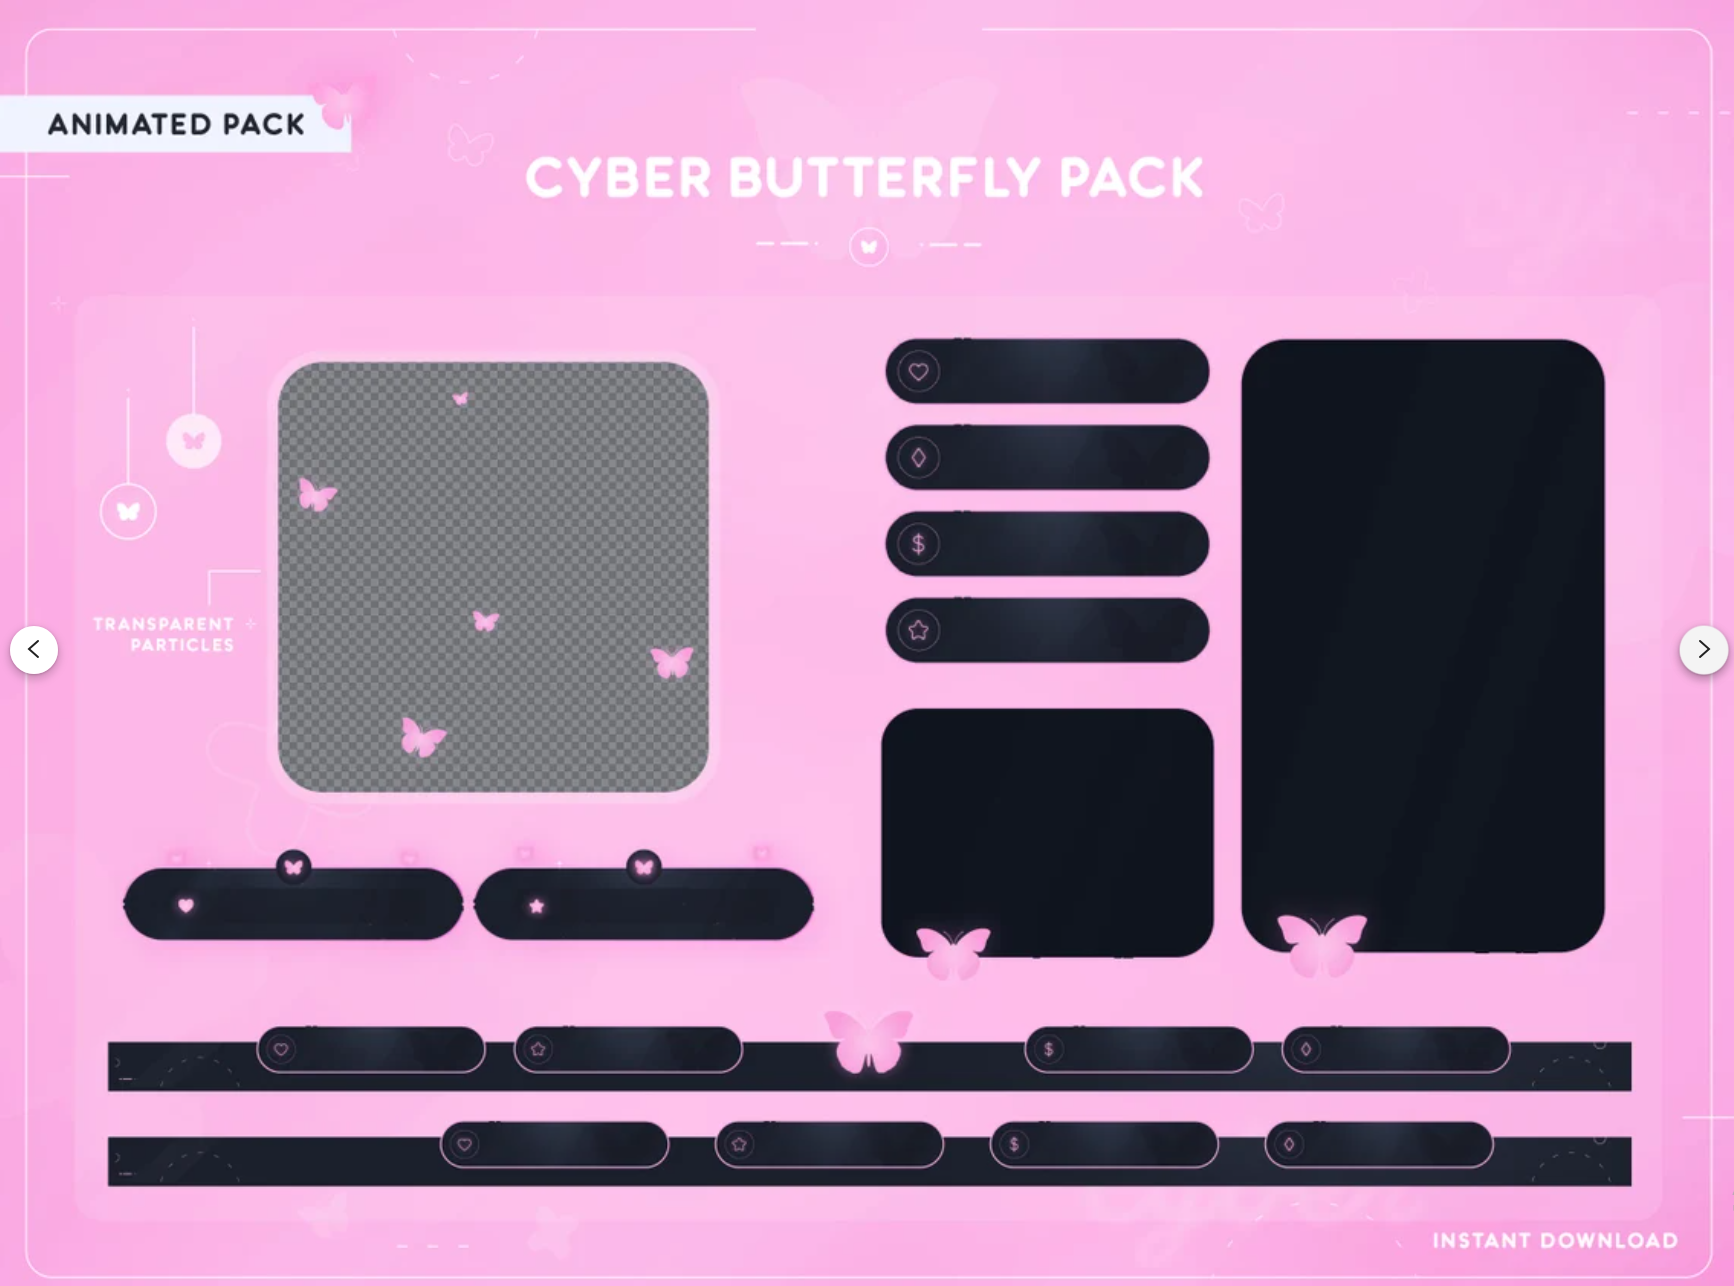 ANIMATED PACK
CYBER BUTTERFLY PACK
TRANSPARENT
PARTICLES
$
$
$
INSTANT DOWNLOAD